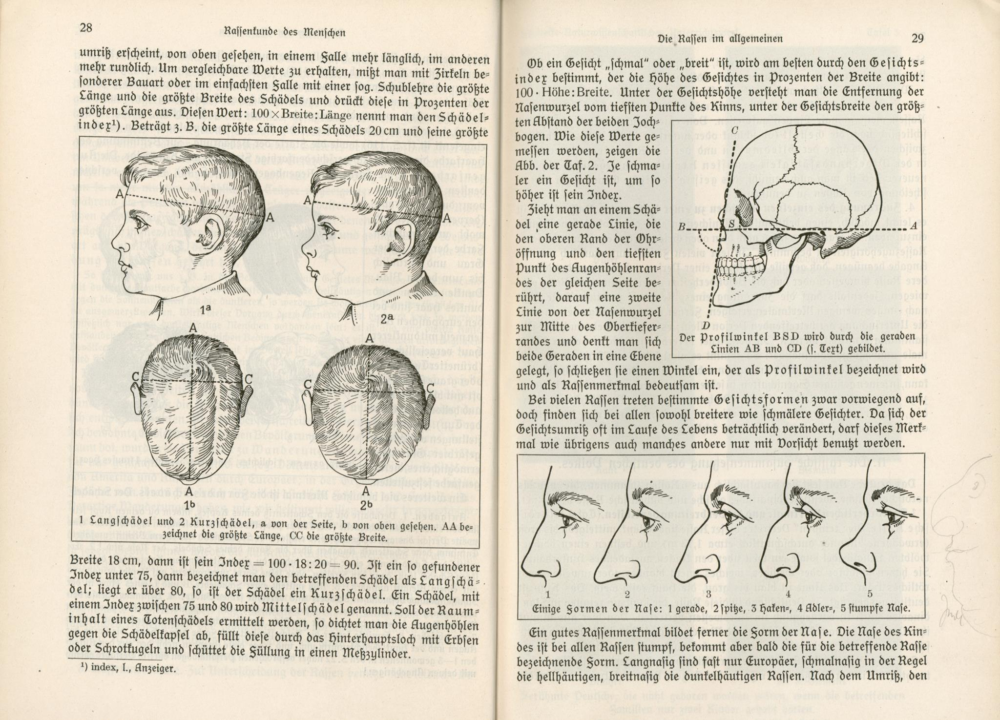 28
Rassenkunde des Menschen
umriß erscheint, von oben gesehen, in einem Falle mehr länglich, im anderen
mehr rundlich. Um vergleichbare Werte zu erhalten, mißt man mit Zirkeln be=
sonderer Bauart oder im einfachsten Falle mit einer sog. Schublehre die größte
Länge und die größte Breite des Schädels und drückt diese in Prozenten der
größten Länge aus. Diesen Wert: 100×Breite:Länge nennt man den Schädel=
index¹). Beträgt z. B. die größte Länge eines Schädels 20 cm und seine größte
A A A A
1a 2a
A A
C C C C
A A
1b 2b
1 Langschädel und 2 Kurzschädel, a von der Seite, b von oben gesehen. AA be=
zeichnet die größte Länge, CC die größte Breite.
Breite 18 cm, dann ist sein Index = 100 · 18 : 20 = 90. Ist ein so gefundener
Index unter 75, dann bezeichnet man den betreffenden Schädel als Langschä=
del; liegt er über 80, so ist der Schädel ein Kurzschädel. Ein Schädel, mit
einem Index zwischen 75 und 80 wird Mittelschädel genannt. Soll der Raum=
inhalt eines Totenschädels ermittelt werden, so dichtet man die Augenhöhlen
gegen die Schädelkapsel ab, füllt diese durch das Hinterhauptsloch mit Erbsen
oder Schrotkugeln und schüttet die Füllung in einen Meßzylinder.
¹) index, l., Anzeiger.
Die Rassen im allgemeinen
29
Ob ein Gesicht „schmal“ oder „breit“ ist, wird am besten durch den Gesichts=
index bestimmt, der die Höhe des Gesichtes in Prozenten der Breite angibt:
100 · Höhe:Breite. Unter der Gesichtshöhe versteht man die Entfernung der
Nasenwurzel vom tiefsten Punkte des Kinns, unter der Gesichtsbreite den größ=
ten Abstand der beiden Joch=
bogen. Wie diese Werte ge=
messen werden, zeigen die
Abb. der Taf. 2. Je schma=
ler ein Gesicht ist, um so
höher ist sein Index.
Zieht man an einem Schä=
del eine gerade Linie, die
den oberen Rand der Ohr=
öffnung und den tiefsten
Punkt des Augenhöhlenran=
des der gleichen Seite be=
rührt, darauf eine zweite
Linie von der Nasenwurzel
zur Mitte des Oberkiefer=
randes und denkt man sich
beide Geraden in eine Ebene
C
B S A
D
Der Profilwinkel BSD wird durch die geraden
Linien AB und CD (s. Text) gebildet.
gelegt, so schließen sie einen Winkel ein, der als Profilwinkel bezeichnet wird
und als Rassenmerkmal bedeutsam ist.
Bei vielen Rassen treten bestimmte Gesichtsformen zwar vorwiegend auf,
doch finden sich bei allen sowohl breitere wie schmälere Gesichter. Da sich der
Gesichtsumriß oft im Laufe des Lebens beträchtlich verändert, darf dieses Merk=
mal wie übrigens auch manches andere nur mit Vorsicht benutzt werden.
1 2 3 4 5
Einige Formen der Nase: 1 gerade, 2 spitze, 3 Haken=, 4 Adler=, 5 stumpfe Nase.
Ein gutes Rassenmerkmal bildet ferner die Form der Nase. Die Nase des Kin=
des ist bei allen Rassen stumpf, bekommt aber bald die für die betreffende Rasse
bezeichnende Form. Langnasig sind fast nur Europäer, schmalnasig in der Regel
die hellhäutigen, breitnasig die dunkelhäutigen Rassen. Nach dem Umriß, den